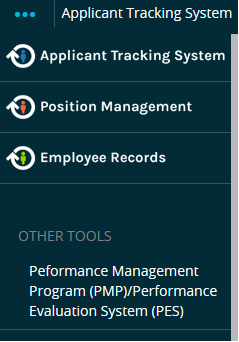 Applicant Tracking System
Applicant Tracking System
Position Management
Employee Records
OTHER TOOLS
Peformance Management
Program (PMP)/Performance
Evaluation System (PES)